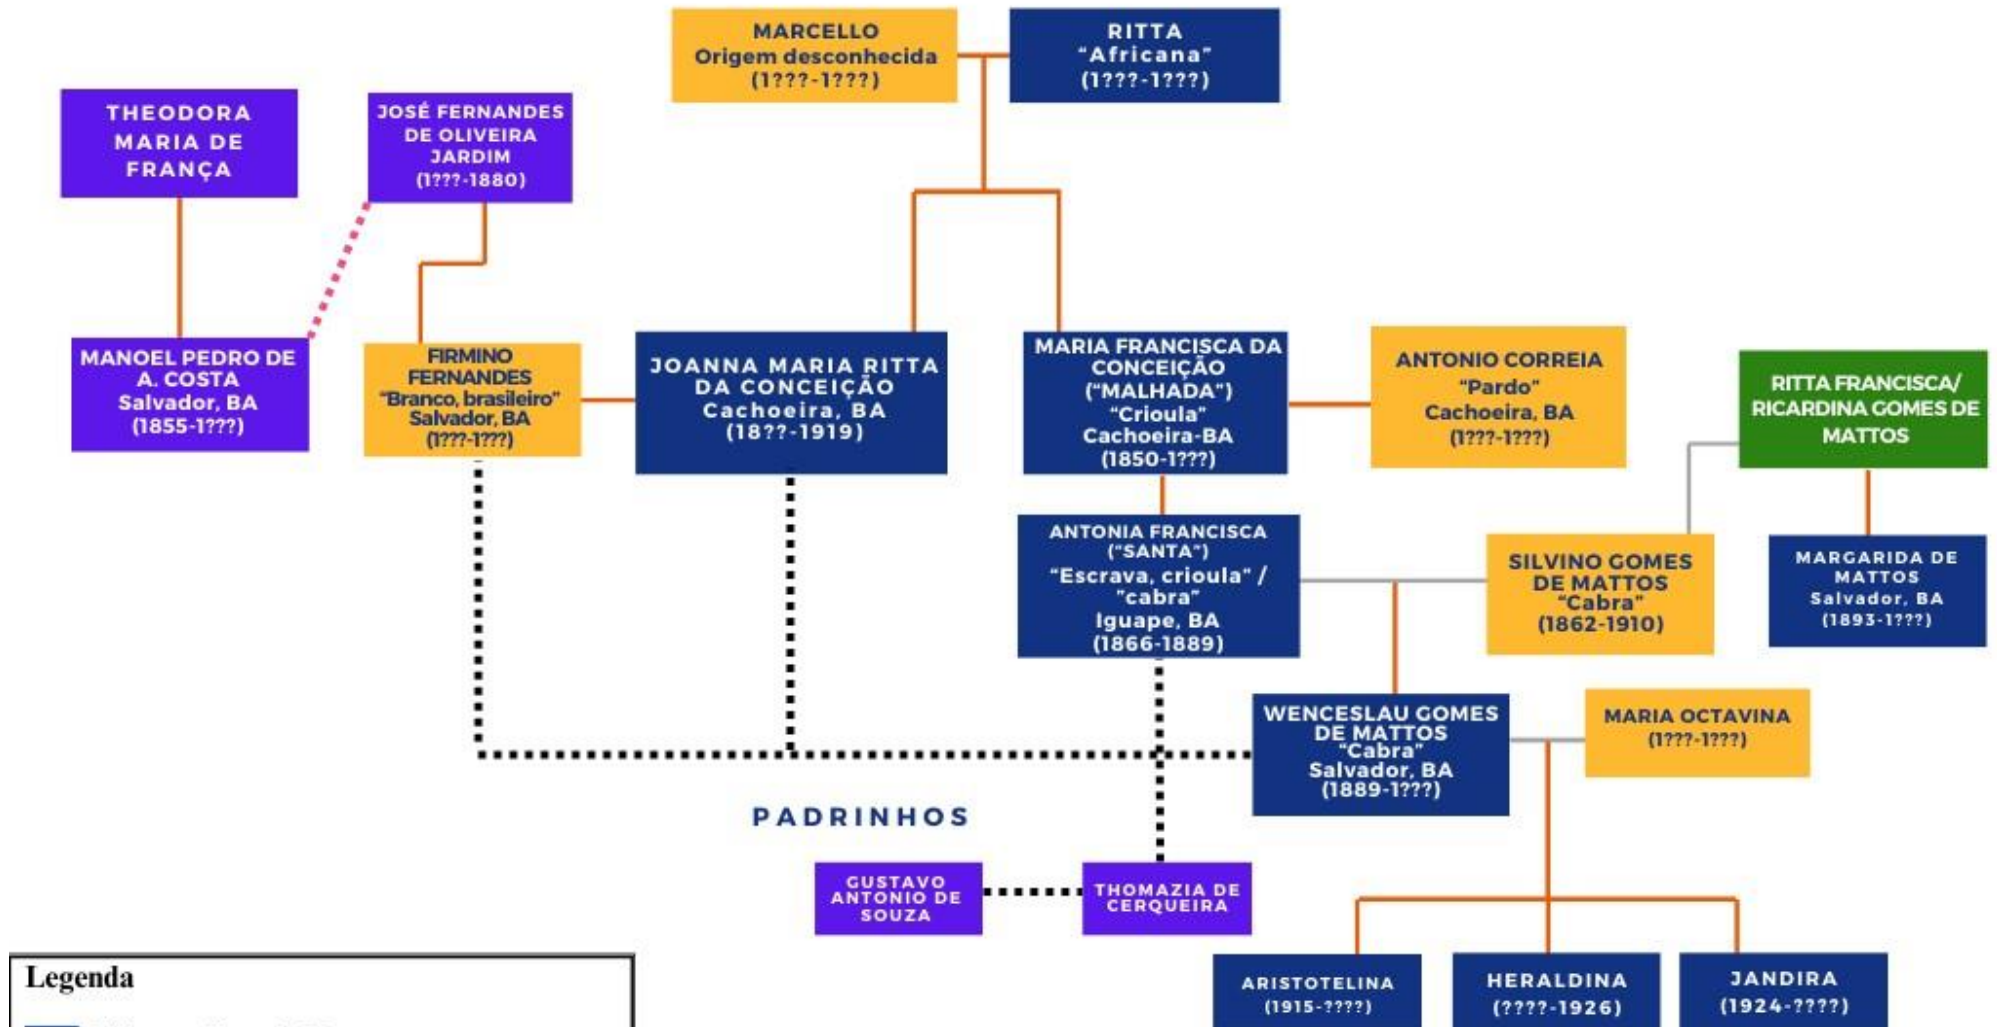 MARCELLO
Origem desconhecida
(1???-1???)
RITTA
“Africana”
(1???-1???)
THEODORA
MARIA DE
FRANÇA
JOSÉ FERNANDES
DE OLIVEIRA
JARDIM
(1???-1880)
MANOEL PEDRO DE
A. COSTA
Salvador, BA
(1855-1???)
FIRMINO
FERNANDES
“Branco, brasileiro”
Salvador, BA
(1???-1???)
JOANNA MARIA RITTA
DA CONCEIÇÃO
Cachoeira, BA
(18??-1919)
MARIA FRANCISCA DA
CONCEIÇÃO
(“MALHADA”)
“Crioula”
Cachoeira-BA
(1850-1???)
ANTONIO CORREIA
“Pardo”
Cachoeira, BA
(1???-1???)
RITTA FRANCISCA/
RICARDINA GOMES DE
MATTOS
ANTONIA FRANCISCA
(“SANTA”)
“Escrava, crioula” /
“cabra”
Iguape, BA
(1866-1889)
SILVINO GOMES
DE MATTOS
“Cabra”
(1862-1910)
MARGARIDA DE
MATTOS
Salvador, BA
(1893-1???)
WENCESLAU GOMES
DE MATTOS
“Cabra”
Salvador, BA
(1889-1???)
MARIA OCTAVINA
(1???-1???)
PADRINHOS
GUSTAVO
ANTONIO DE
SOUZA
THOMAZIA DE
CERQUEIRA
ARISTOTELINA
(1915-????)
HERALDINA
(????-1926)
JANDIRA
(1924-????)
Legenda